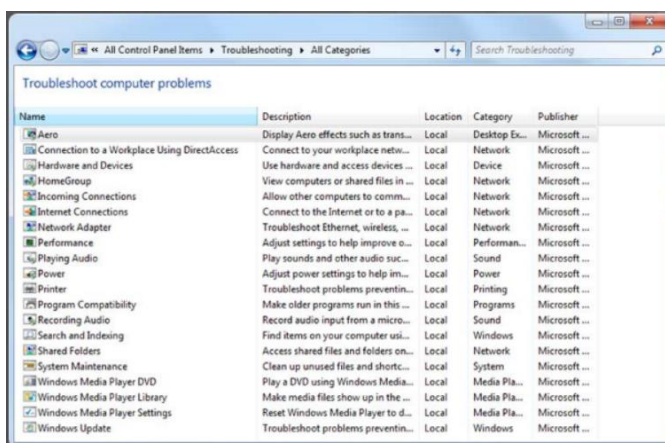 « All Control Panel Items ▸ Troubleshooting ▸ All Categories Search Troubleshooting
Troubleshoot computer problems
Name Description Location Category Publisher
Aero Display Aero effects such as trans... Local Desktop Ex... Microsoft ...
Connection to a Workplace Using DirectAccess Connect to your workplace netw... Local Network Microsoft ...
Hardware and Devices Use hardware and access devices ... Local Device Microsoft ...
HomeGroup View computers or shared files in ... Local Network Microsoft ...
Incoming Connections Allow other computers to comm... Local Network Microsoft ...
Internet Connections Connect to the Internet or to a pa... Local Network Microsoft ...
Network Adapter Troubleshoot Ethernet, wireless, ... Local Network Microsoft ...
Performance Adjust settings to help improve o... Local Performan... Microsoft ...
Playing Audio Play sounds and other audio suc... Local Sound Microsoft ...
Power Adjust power settings to help im... Local Power Microsoft ...
Printer Troubleshoot problems preventin... Local Printing Microsoft ...
Program Compatibility Make older programs run in this ... Local Programs Microsoft ...
Recording Audio Record audio input from a micro... Local Sound Microsoft ...
Search and Indexing Find items on your computer usi... Local Windows Microsoft ...
Shared Folders Access shared files and folders on... Local Network Microsoft ...
System Maintenance Clean up unused files and shortc... Local System Microsoft ...
Windows Media Player DVD Play a DVD using Windows Media... Local Media Pla... Microsoft ...
Windows Media Player Library Make media files show up in the ... Local Media Pla... Microsoft ...
Windows Media Player Settings Reset Windows Media Player to d... Local Media Pla... Microsoft ...
Windows Update Troubleshoot problems preventin... Local Windows Microsoft ...